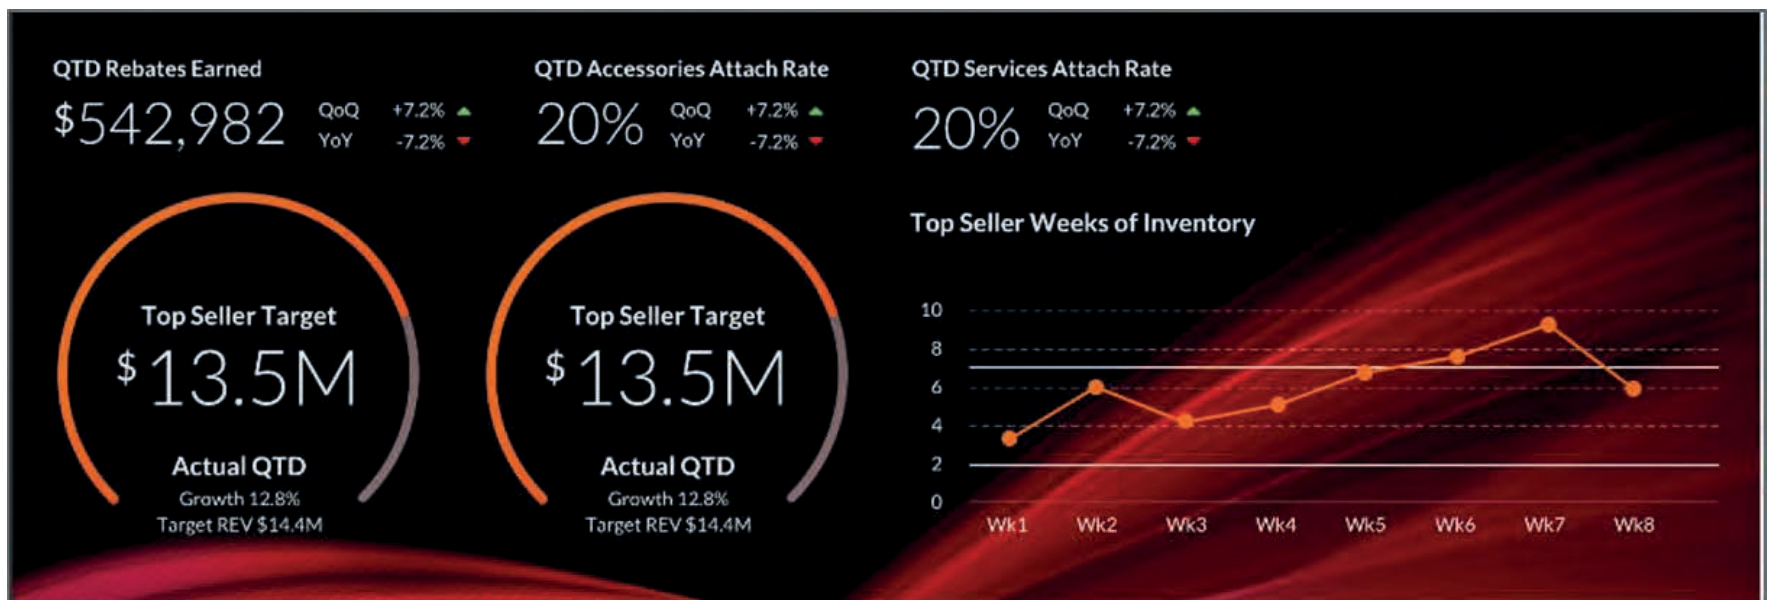 QTD Rebates Earned
$542,982
QoQ +7.2%
YoY -7.2%
QTD Accessories Attach Rate
20%
QoQ +7.2%
YoY -7.2%
QTD Services Attach Rate
20%
QoQ +7.2%
YoY -7.2%
Top Seller Target
$13.5M
Actual QTD
Growth 12.8%
Target REV $14.4M
Top Seller Target
$13.5M
Actual QTD
Growth 12.8%
Target REV $14.4M
Top Seller Weeks of Inventory
10
8
6
4
2
0
Wk1 Wk2 Wk3 Wk4 Wk5 Wk6 Wk7 Wk8